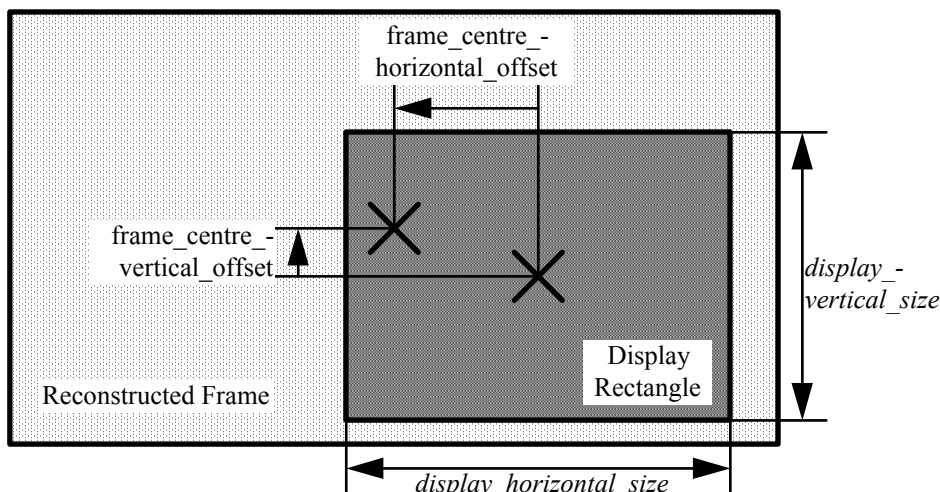 frame_centre_-
horizontal_offset
frame_centre_-
vertical_offset
display_-
vertical_size
Display
Rectangle
Reconstructed Frame
display_horizontal_size